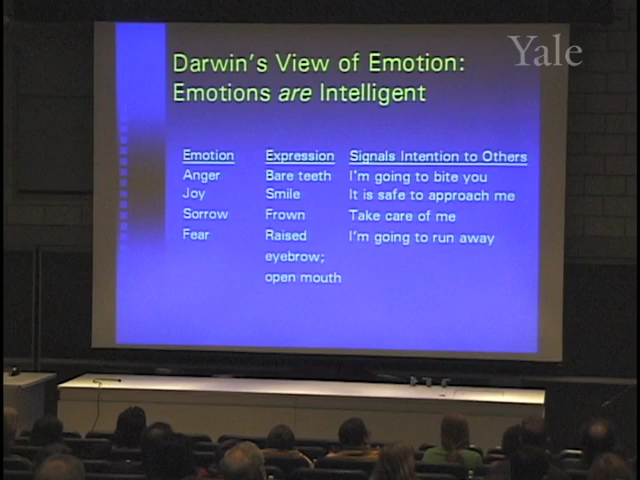 Yale
Darwin's View of Emotion:
Emotions are Intelligent
Emotion Expression Signals Intention to Others
Anger Bare teeth I'm going to bite you
Joy Smile It is safe to approach me
Sorrow Frown Take care of me
Fear Raised I'm going to run away
eyebrow;
open mouth